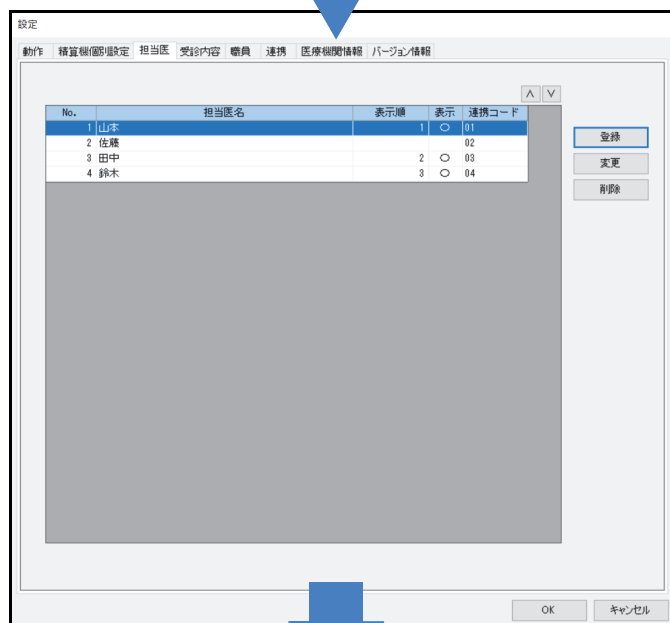 設定
動作 精算機個別設定 担当医 受診内容 職員 連携 医療機関情報 バージョン情報
∧ ∨
No. 担当医名 表示順 表示 連携コード
1 山本 1 ○ 01
2 佐藤 02
3 田中 2 ○ 03
4 鈴木 3 ○ 04
登録
変更
削除
OK キャンセル